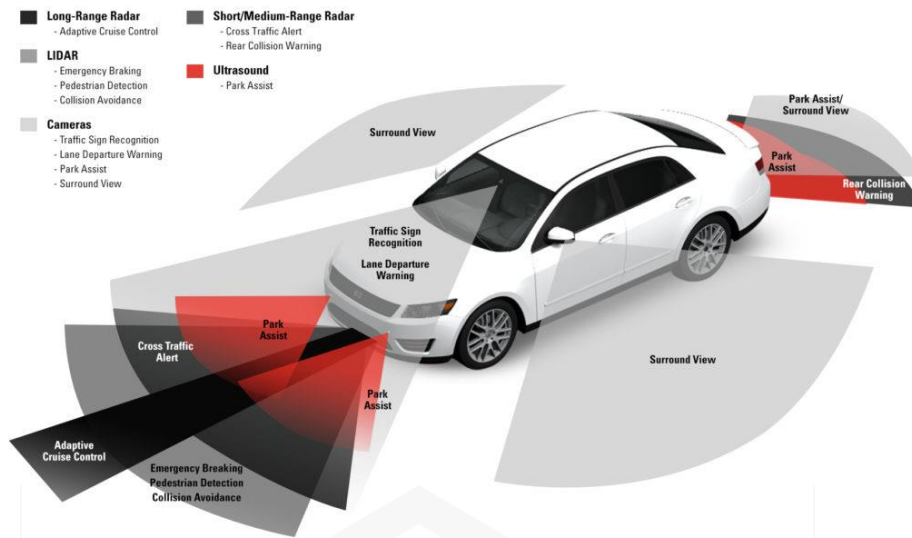 Long-Range Radar
- Adaptive Cruise Control
LIDAR
- Emergency Braking
- Pedestrian Detection
- Collision Avoidance
Cameras
- Traffic Sign Recognition
- Lane Departure Warning
- Park Assist
- Surround View
Short/Medium-Range Radar
- Cross Traffic Alert
- Rear Collision Warning
Ultrasound
- Park Assist
Surround View
Park Assist/
Surround View
Park
Assist
Rear Collision
Warning
Traffic Sign
Recognition
Lane Departure
Warning
Park
Assist
Cross Traffic
Alert
Surround View
Park
Assist
Adaptive
Cruise Control
Emergency Breaking
Pedestrian Detection
Collision Avoidance